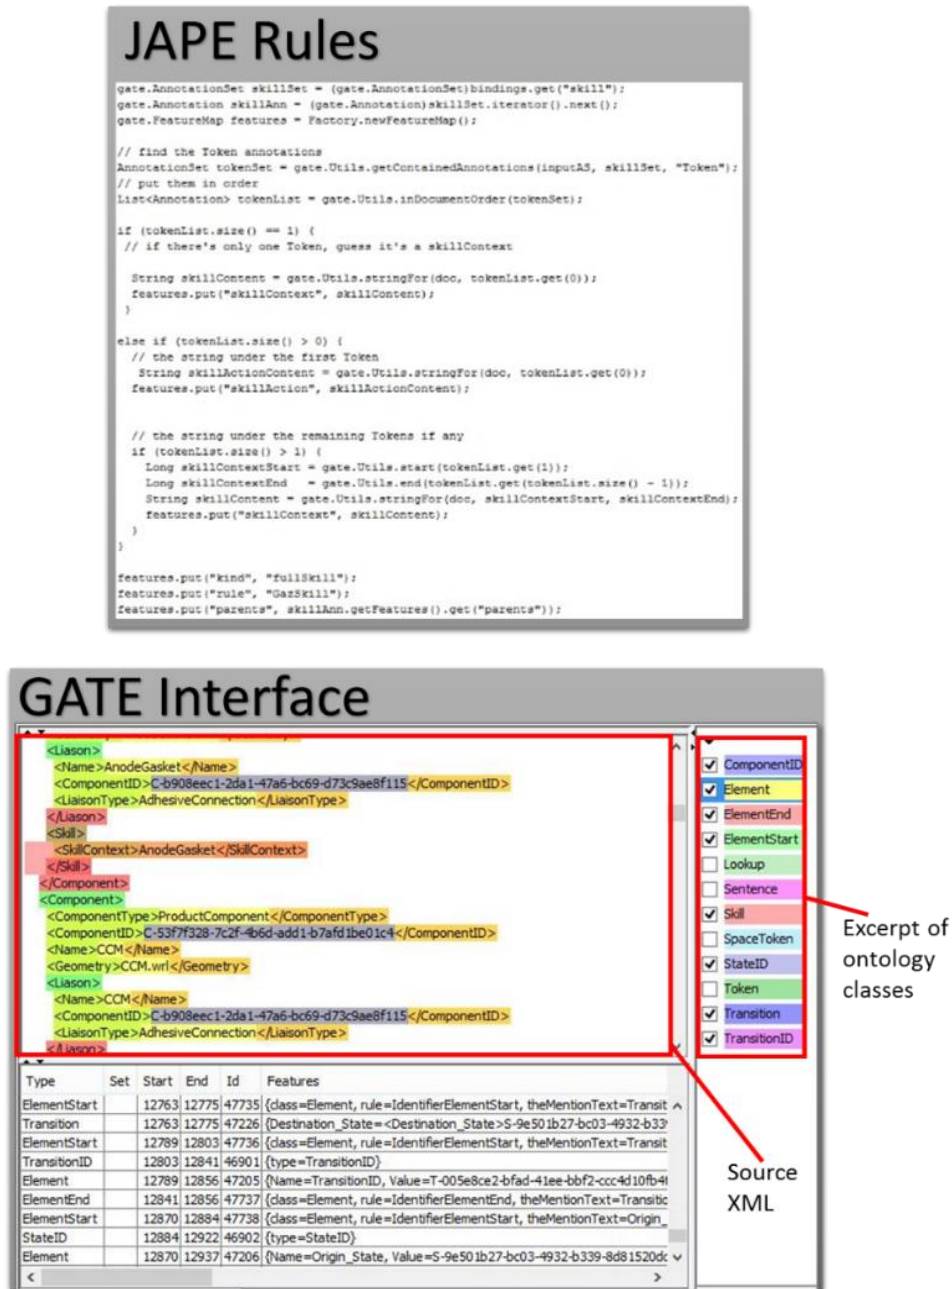 JAPE Rules
gate.AnnotationSet skillSet = (gate.AnnotationSet)bindings.get("skill");
gate.Annotation skillAnn = (gate.Annotation)skillSet.iterator().next();
gate.FeatureMap features = Factory.newFeatureMap();
// find the Token annotations
AnnotationSet tokenSet = gate.Utils.getContainedAnnotations(inputAS, skillSet, "Token");
// put them in order
List<Annotation> tokenList = gate.Utils.inDocumentOrder(tokenSet);
if (tokenList.size() == 1) {
// if there's only one Token, guess it's a skillContext
String skillContent = gate.Utils.stringFor(doc, tokenList.get(0));
features.put("skillContext", skillContent);
}
else if (tokenList.size() > 0) {
// the string under the first Token
String skillActionContent = gate.Utils.stringFor(doc, tokenList.get(0));
features.put("skillAction", skillActionContent);
// the string under the remaining Tokens if any
if (tokenList.size() > 1) {
Long skillContextStart = gate.Utils.start(tokenList.get(1));
Long skillContextEnd = gate.Utils.end(tokenList.get(tokenList.size() - 1));
String skillContent = gate.Utils.stringFor(doc, skillContextStart, skillContextEnd);
features.put("skillContext", skillContent);
}
}
features.put("kind", "fullSkill");
features.put("rule", "GazSkill");
features.put("parents", skillAnn.getFeatures().get("parents"));
GATE Interface
<Liason>
<Name>AnodeGasket</Name>
<ComponentID>C-b908eec1-2da1-47a6-bc69-d73c9ae8f115</ComponentID>
<LiaisonType>AdhesiveConnection</LiaisonType>
</Liason>
<Skill>
<SkillContext>AnodeGasket</SkillContext>
</Skill>
</Component>
<Component>
<ComponentType>ProductComponent</ComponentType>
<ComponentID>C-53f7f328-7c2f-4b6d-add1-b7afd1be01c4</ComponentID>
<Name>CCM</Name>
<Geometry>CCM.wrl</Geometry>
<Liason>
<Name>CCM</Name>
<ComponentID>C-b908eec1-2da1-47a6-bc69-d73c9ae8f115</ComponentID>
<LiaisonType>AdhesiveConnection</LiaisonType>
</Liason>
ComponentID
Element
ElementEnd
ElementStart
Lookup
Sentence
Skill
SpaceToken
StateID
Token
Transition
TransitionID
Excerpt of
ontology
classes
Source
XML
Type Set Start End Id Features
ElementStart 12763 12775 47735 {class=Element, rule=IdentifierElementStart, theMentionText=Transit
Transition 12763 12775 47226 {Destination_State=<Destination_State>S-9e501b27-bc03-4932-b33
ElementStart 12789 12803 47736 {class=Element, rule=IdentifierElementStart, theMentionText=Transit
TransitionID 12803 12841 46901 {type=TransitionID}
Element 12789 12856 47205 {Name=TransitionID, Value=T-005e8ce2-bfad-41ee-bbf2-ccc4d10fb4f
ElementEnd 12841 12856 47737 {class=Element, rule=IdentifierElementEnd, theMentionText=Transitic
ElementStart 12870 12884 47738 {class=Element, rule=IdentifierElementStart, theMentionText=Origin_
StateID 12884 12922 46902 {type=StateID}
Element 12870 12937 47206 {Name=Origin_State, Value=S-9e501b27-bc03-4932-b339-8d81520dc